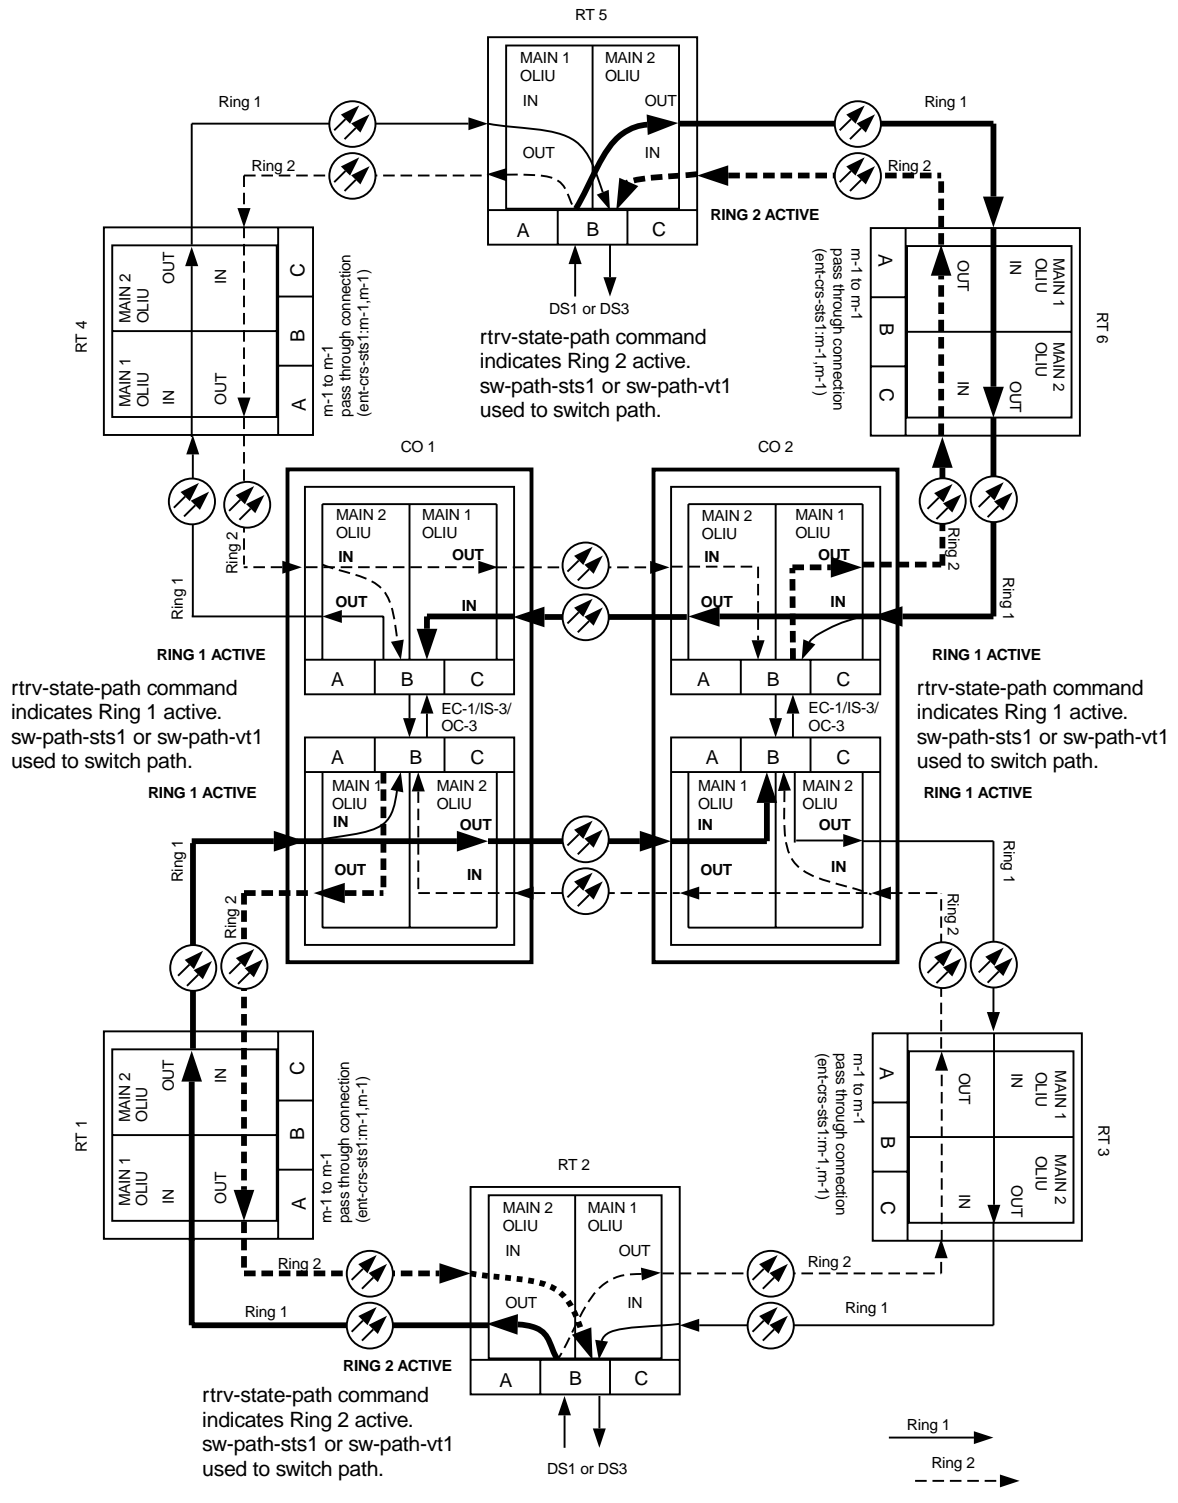 RT 5
MAIN 1
OLIU
MAIN 2
OLIU
IN
OUT
OUT
IN
A
B
C
Ring 1
Ring 2
Ring 1
Ring 2
RING 2 ACTIVE
DS1 or DS3
rtrv-state-path command
indicates Ring 2 active.
sw-path-sts1 or sw-path-vt1
used to switch path.
RT 4
MAIN 2
OLIU
OUT
IN
MAIN 1
OLIU
IN
OUT
C
B
A
m-1 to m-1
pass through connection
(ent-crs-sts1:m-1,m-1)
RT 6
MAIN 1
OLIU
IN
OUT
MAIN 2
OLIU
OUT
IN
A
B
C
m-1 to m-1
pass through connection
(ent-crs-sts1:m-1,m-1)
CO 1
MAIN 2
OLIU
MAIN 1
OLIU
IN
OUT
OUT
IN
A
B
C
Ring 2
Ring 1
CO 2
MAIN 2
OLIU
MAIN 1
OLIU
IN
OUT
OUT
IN
A
B
C
Ring 2
Ring 1
RING 1 ACTIVE
rtrv-state-path command
indicates Ring 1 active.
sw-path-sts1 or sw-path-vt1
used to switch path.
RING 1 ACTIVE
EC-1/IS-3/
OC-3
EC-1/IS-3/
OC-3
RING 1 ACTIVE
rtrv-state-path command
indicates Ring 1 active.
sw-path-sts1 or sw-path-vt1
used to switch path.
RING 1 ACTIVE
A
B
C
MAIN 1
OLIU
MAIN 2
OLIU
IN
OUT
OUT
IN
Ring 1
Ring 2
A
B
C
MAIN 1
OLIU
MAIN 2
OLIU
IN
OUT
OUT
IN
Ring 1
Ring 2
RT 1
MAIN 2
OLIU
OUT
IN
MAIN 1
OLIU
IN
OUT
C
B
A
m-1 to m-1
pass through connection
(ent-crs-sts1:m-1,m-1)
RT 3
MAIN 1
OLIU
IN
OUT
MAIN 2
OLIU
OUT
IN
A
B
C
m-1 to m-1
pass through connection
(ent-crs-sts1:m-1,m-1)
RT 2
MAIN 2
OLIU
MAIN 1
OLIU
IN
OUT
OUT
IN
A
B
C
Ring 2
Ring 1
Ring 2
Ring 1
RING 2 ACTIVE
rtrv-state-path command
indicates Ring 2 active.
sw-path-sts1 or sw-path-vt1
used to switch path.
DS1 or DS3
Ring 1
Ring 2